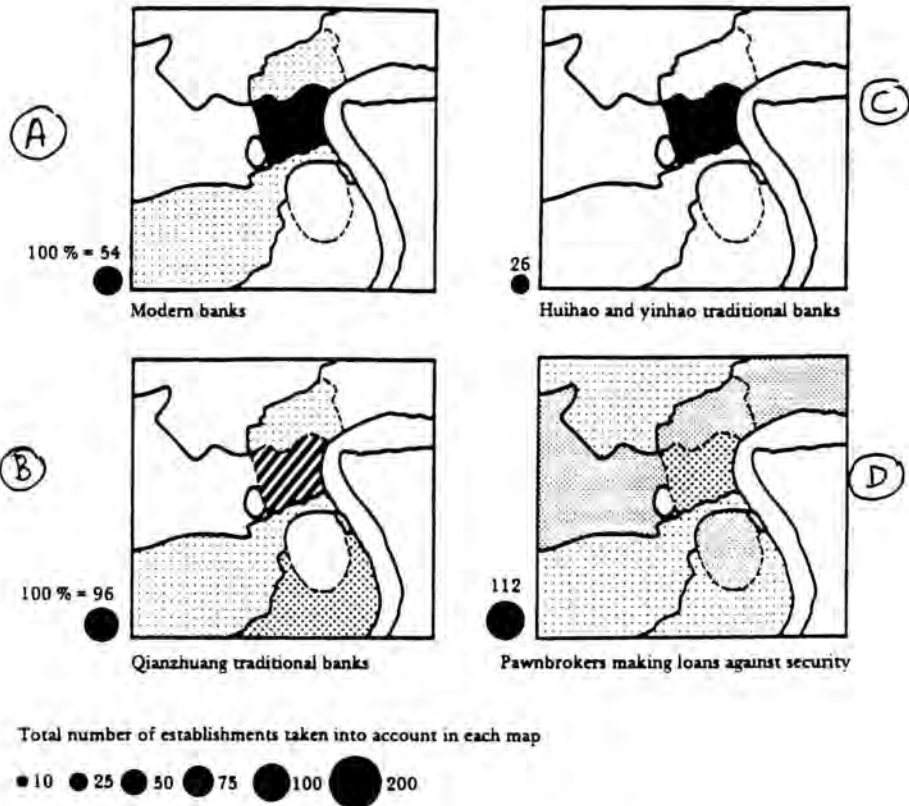 A
C
100 % = 54
26
Modern banks
Huihao and yinhao traditional banks
B
D
100 % = 96
112
Qianzhuang traditional banks
Pawnbrokers making loans against security
Total number of establishments taken into account in each map
10 25 50 75 100 200